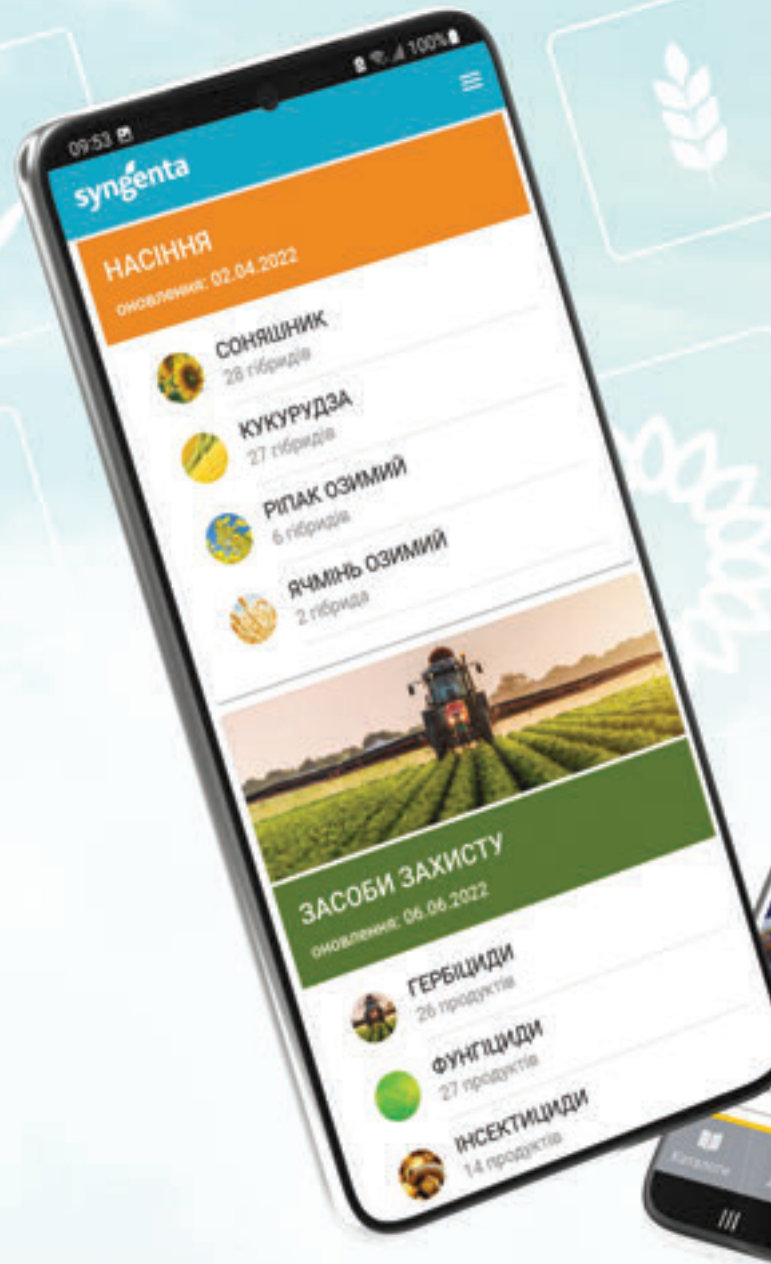 09:53
100%
syngenta
НАСІННЯ
оновлення: 02.04.2022
СОНЯШНИК
28 гібридів
КУКУРУДЗА
27 гібридів
РІПАК ОЗИМИЙ
6 гібридів
ЯЧМІНЬ ОЗИМИЙ
2 гібрида
ЗАСОБИ ЗАХИСТУ
оновлення: 06.06.2022
ГЕРБІЦИДИ
26 продуктів
ФУНГІЦИДИ
27 продуктів
ІНСЕКТИЦИДИ
14 продуктів
Каталоги